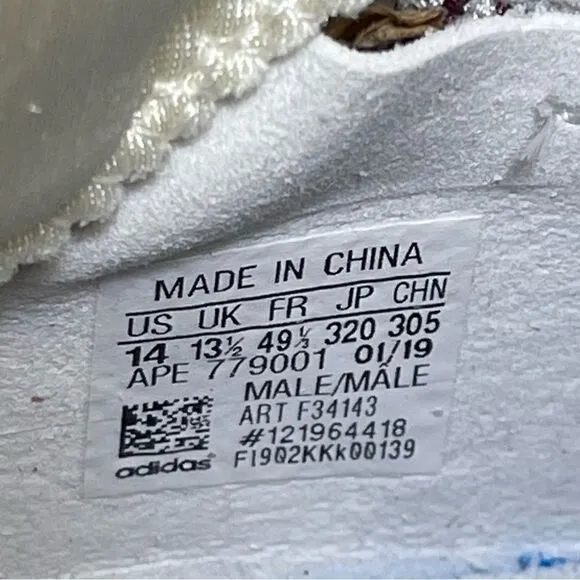 MADE IN CHINA
US UK FR JP CHN
14 13½ 49⅓ 320 305
APE 779001 01/19
MALE/MÂLE
ART F34143
#121964418
adidas F19Q2KKk00139